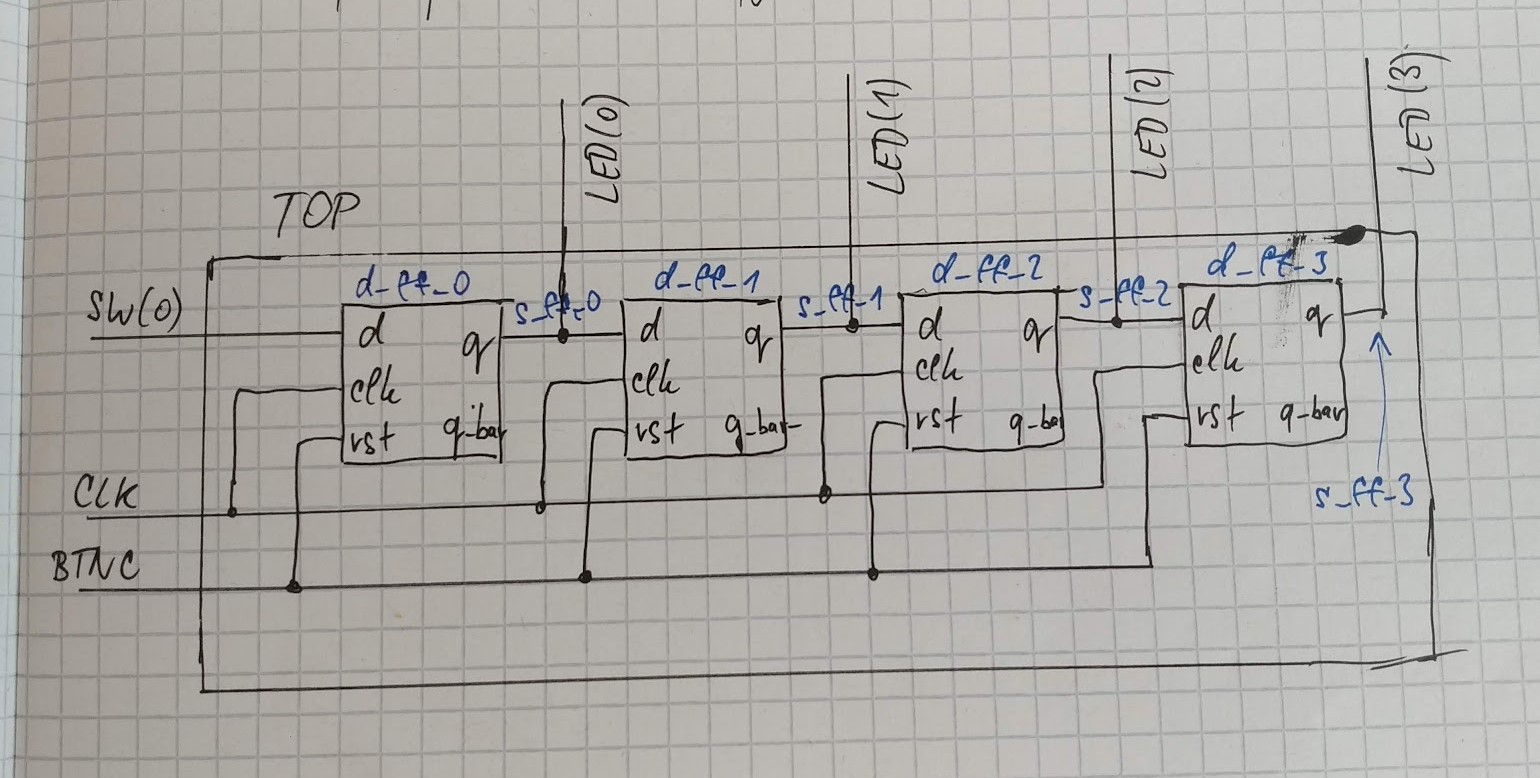 LED(0)
LED(1)
LED(2)
LED(3)
TOP
SW(0)
d_ff_0
s_ff_0
d_ff_1
s_ff_1
d_ff_2
s_ff_2
d_ff_3
d
q
clk
rst
q_bar
d
q
clk
rst
q_bar
d
q
clk
rst
q_bar
d
q
clk
rst
q_bar
s_ff_3
CLK
BTNC